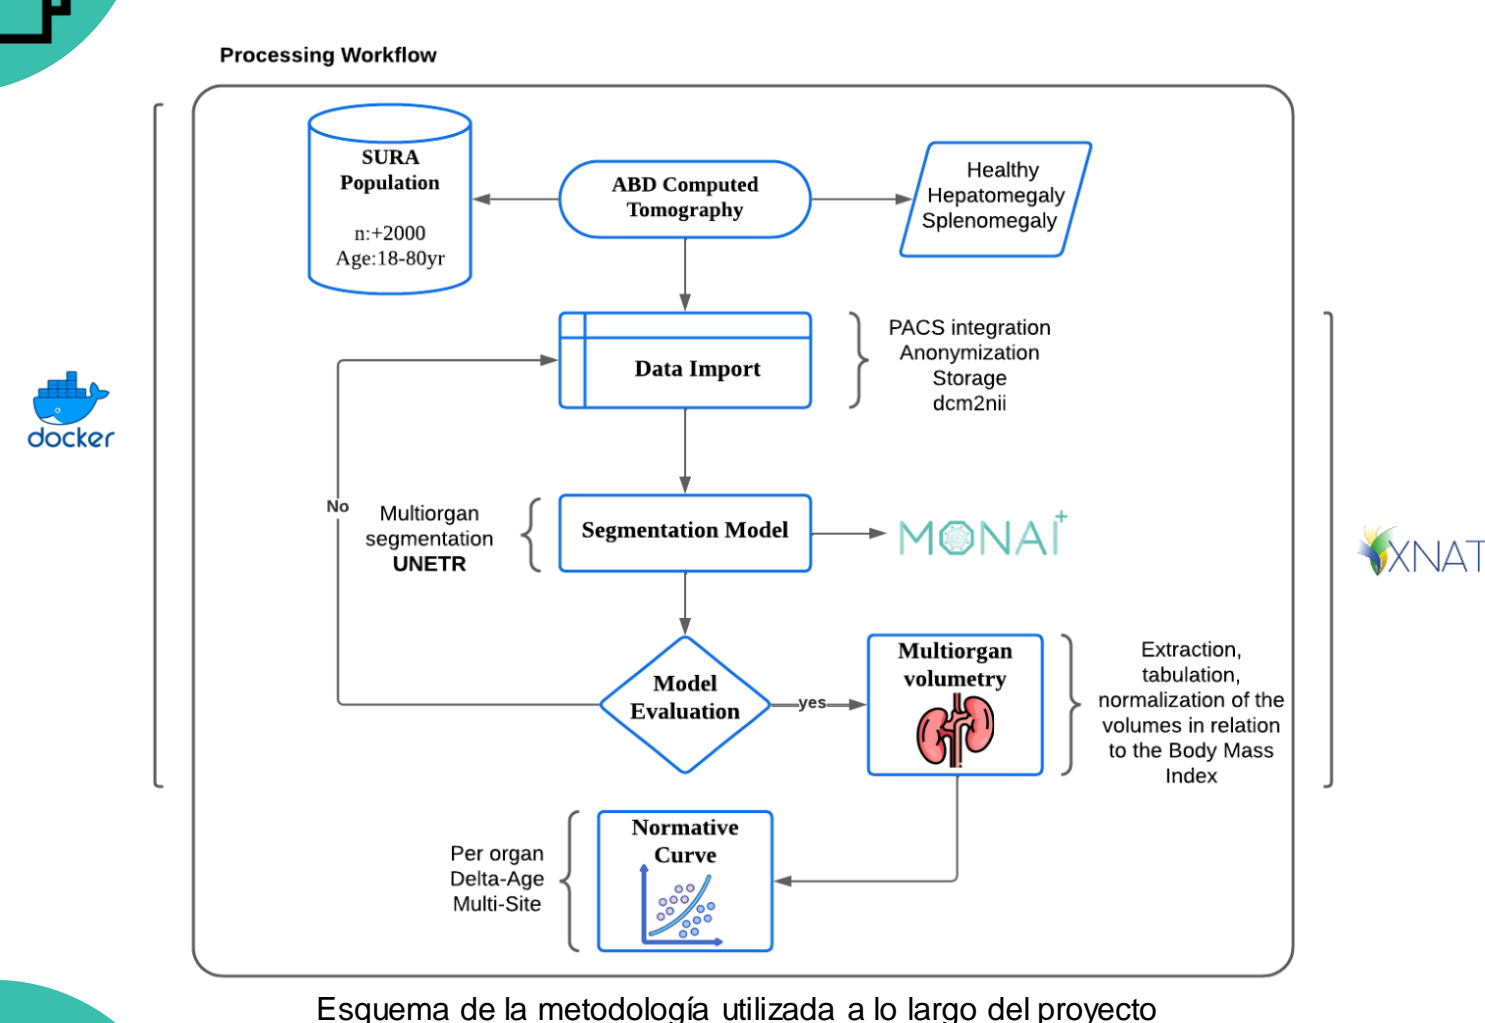 Processing Workflow
SURA
Population
n:+2000
Age:18-80yr
ABD Computed
Tomography
Healthy
Hepatomegaly
Splenomegaly
Data Import
PACS integration
Anonymization
Storage
dcm2nii
docker
No
Multiorgan
segmentation
UNETR
Segmentation Model
MONAI
XNAT
Model
Evaluation
yes
Multiorgan
volumetry
Extraction,
tabulation,
normalization of the
volumes in relation
to the Body Mass
Index
Per organ
Delta-Age
Multi-Site
Normative
Curve
Esquema de la metodología utilizada a lo largo del proyecto